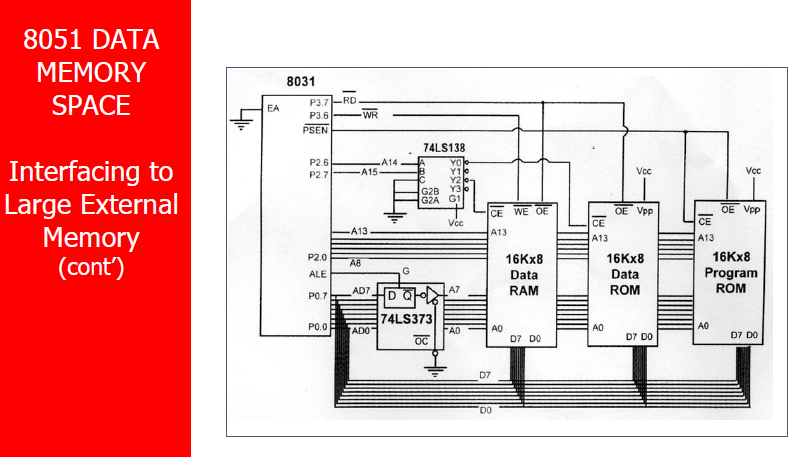 8051 DATA
MEMORY
SPACE
Interfacing to
Large External
Memory
(cont')
8031
EA
P3.7
RD
P3.6
WR
PSEN
74LS138
P2.6
A14
A
Y0
P2.7
A15
B
Y1
C
Y2
Y3
G2B
G2A
G1
Vcc
CE
WE
OE
A13
16Kx8
Data
RAM
A0
D7 D0
Vcc
OE
Vpp
CE
A13
16Kx8
Data
ROM
A0
D7 D0
Vcc
OE
Vpp
CE
A13
16Kx8
Program
ROM
A0
D7 D0
A13
P2.0
A8
ALE
G
P0.7
AD7
D
Q
A7
74LS373
P0.0
AD0
OC
A0
D7
D0